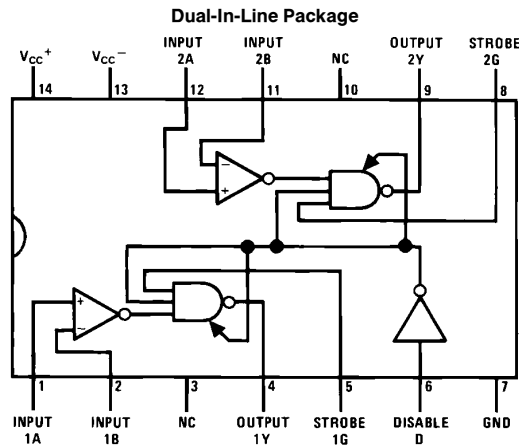 Dual-In-Line Package
VCC+
VCC−
INPUT 2A
INPUT 2B
NC
OUTPUT 2Y
STROBE 2G
14
13
12
11
10
9
8
−
+
+
−
1
2
3
4
5
6
7
INPUT 1A
INPUT 1B
NC
OUTPUT 1Y
STROBE 1G
DISABLE D
GND